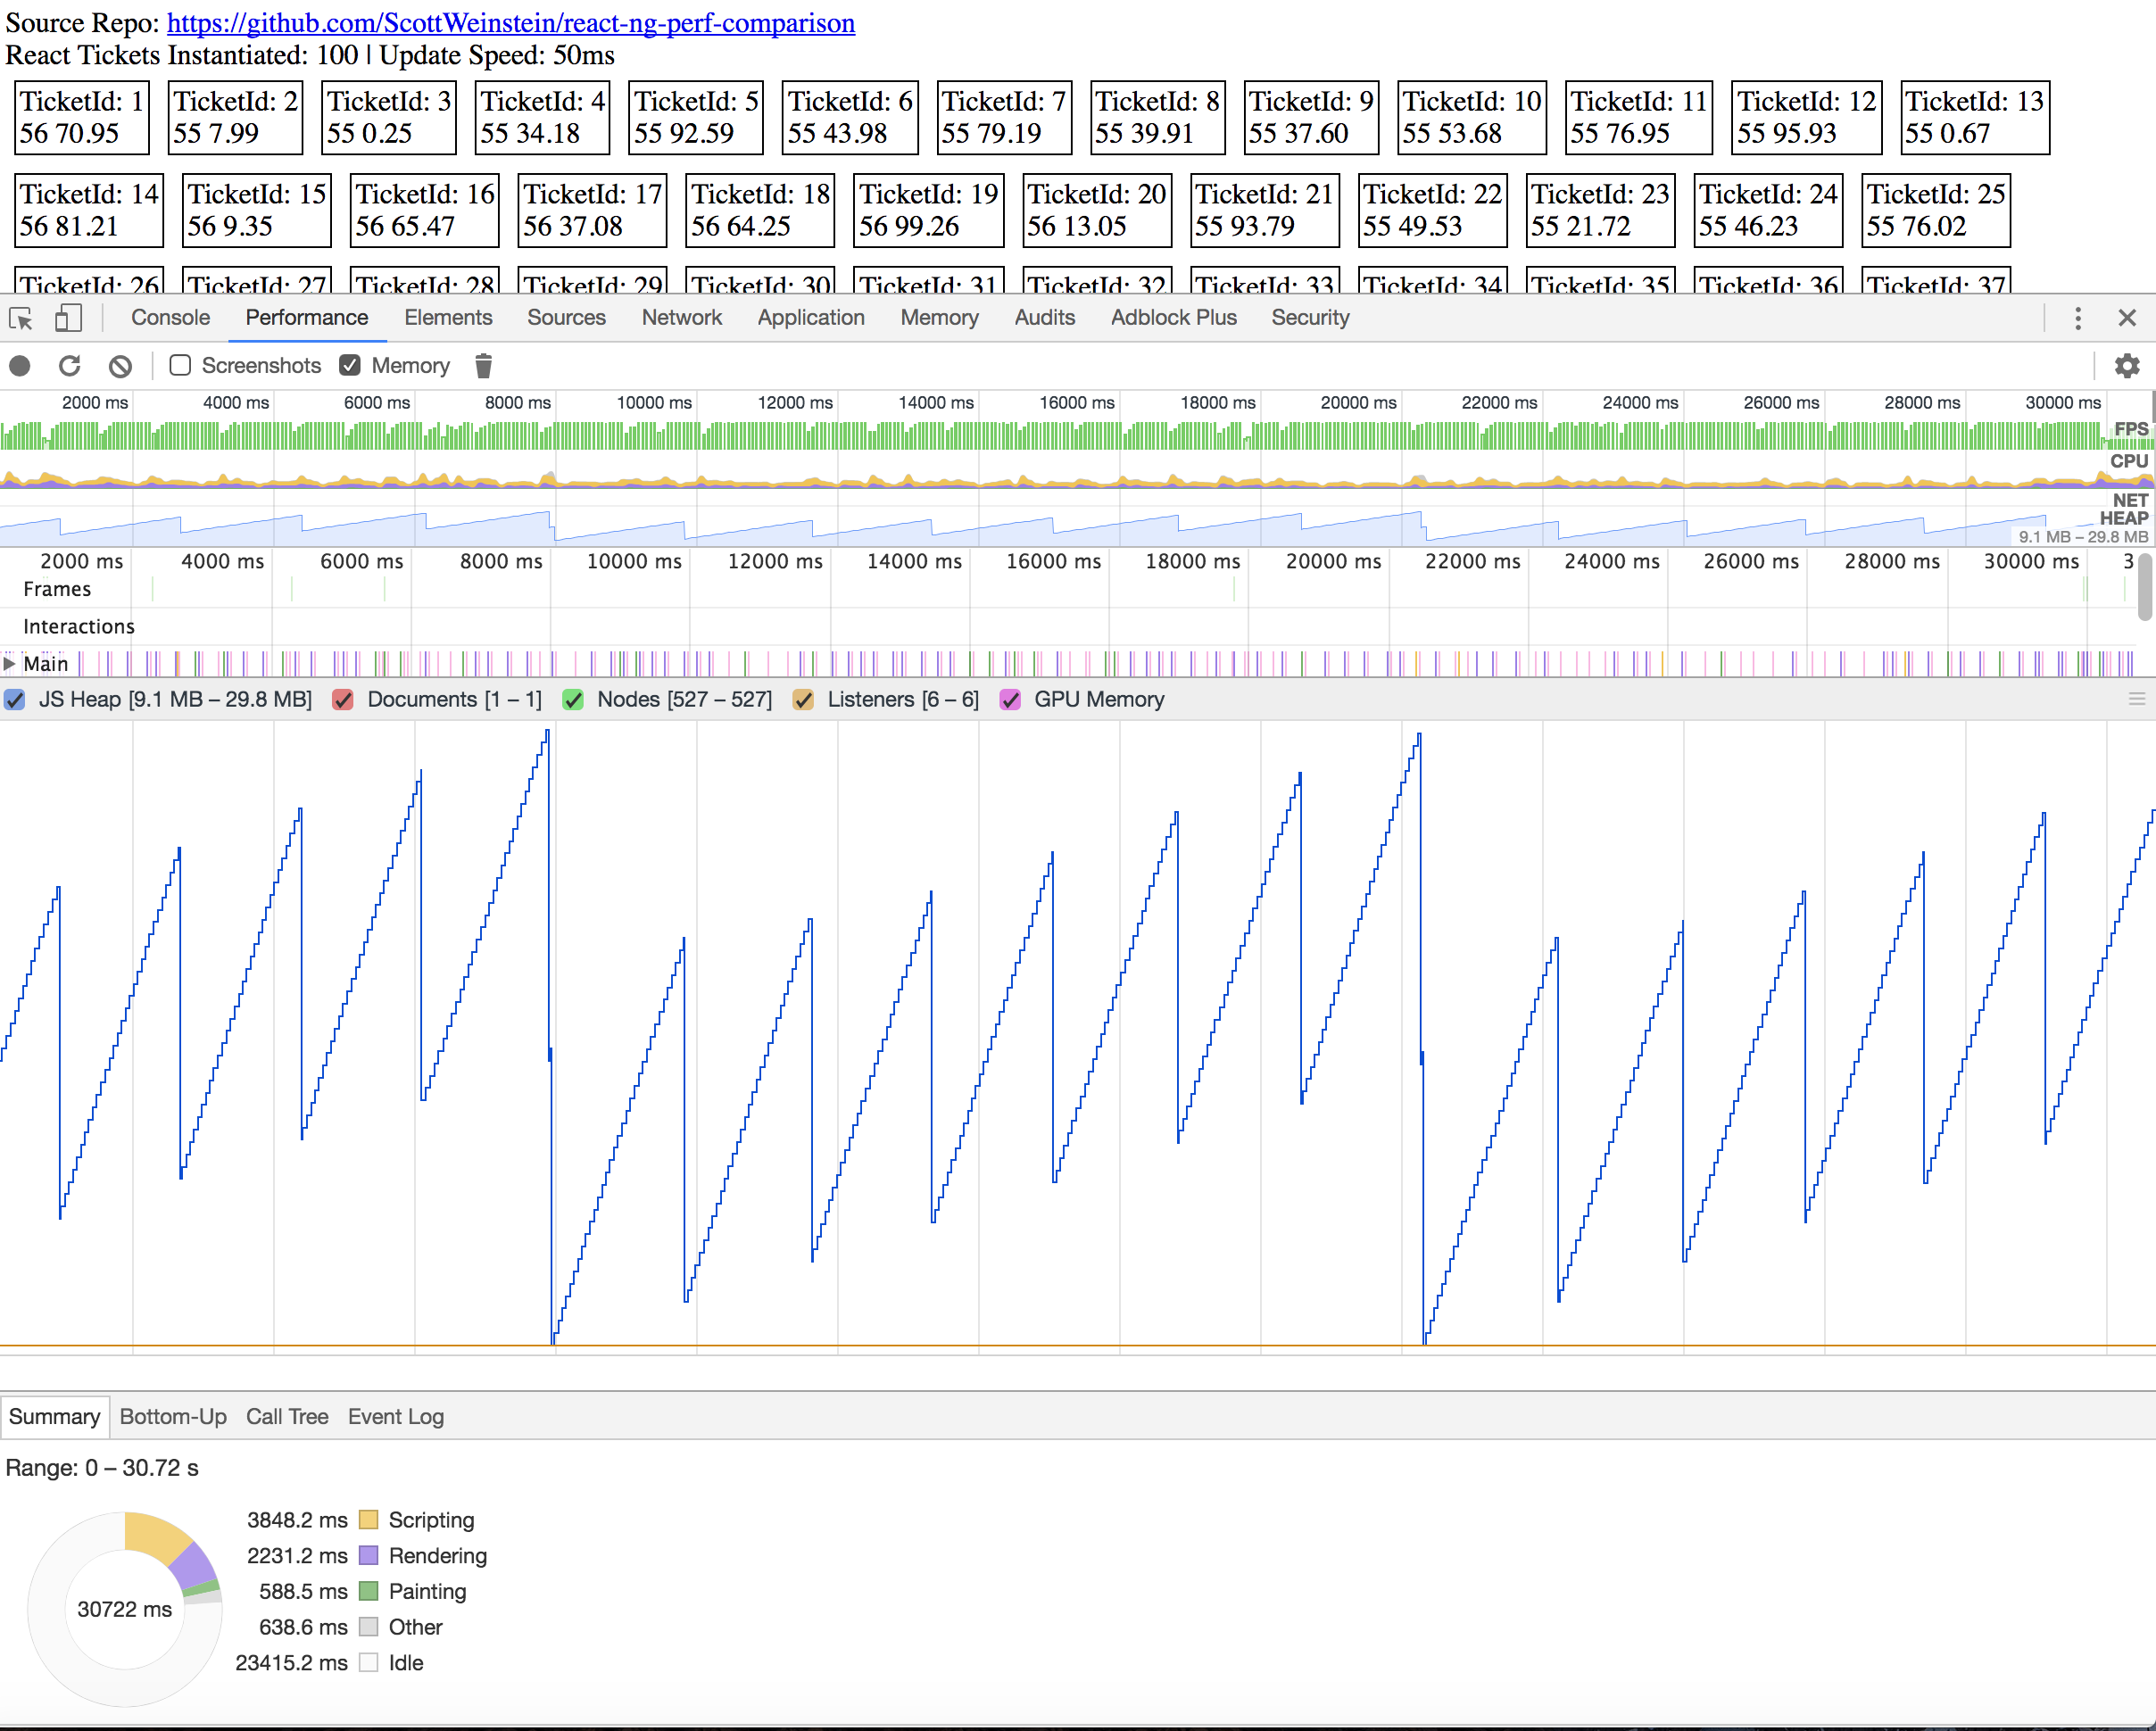 Source Repo: https://github.com/ScottWeinstein/react-ng-perf-comparison
React Tickets Instantiated: 100 | Update Speed: 50ms
TicketId: 1 TicketId: 2 TicketId: 3 TicketId: 4 TicketId: 5 TicketId: 6 TicketId: 7 TicketId: 8 TicketId: 9 TicketId: 10 TicketId: 11 TicketId: 12 TicketId: 13
56 70.95 55 7.99 55 0.25 55 34.18 55 92.59 55 43.98 55 79.19 55 39.91 55 37.60 55 53.68 55 76.95 55 95.93 55 0.67
TicketId: 14 TicketId: 15 TicketId: 16 TicketId: 17 TicketId: 18 TicketId: 19 TicketId: 20 TicketId: 21 TicketId: 22 TicketId: 23 TicketId: 24 TicketId: 25
56 81.21 56 9.35 56 65.47 56 37.08 56 64.25 56 99.26 56 13.05 55 93.79 55 49.53 55 21.72 55 46.23 55 76.02
TicketId: 26 TicketId: 27 TicketId: 28 TicketId: 29 TicketId: 30 TicketId: 31 TicketId: 32 TicketId: 33 TicketId: 34 TicketId: 35 TicketId: 36 TicketId: 37
Console Performance Elements Sources Network Application Memory Audits Adblock Plus Security
Screenshots Memory
2000 ms 4000 ms 6000 ms 8000 ms 10000 ms 12000 ms 14000 ms 16000 ms 18000 ms 20000 ms 22000 ms 24000 ms 26000 ms 28000 ms 30000 ms
FPS
CPU
NET
HEAP
9.1 MB – 29.8 MB
2000 ms 4000 ms 6000 ms 8000 ms 10000 ms 12000 ms 14000 ms 16000 ms 18000 ms 20000 ms 22000 ms 24000 ms 26000 ms 28000 ms 30000 ms 3
Frames
Interactions
Main
JS Heap [9.1 MB – 29.8 MB] Documents [1 – 1] Nodes [527 – 527] Listeners [6 – 6] GPU Memory
Summary Bottom-Up Call Tree Event Log
Range: 0 – 30.72 s
3848.2 ms Scripting
2231.2 ms Rendering
588.5 ms Painting
30722 ms
638.6 ms Other
23415.2 ms Idle